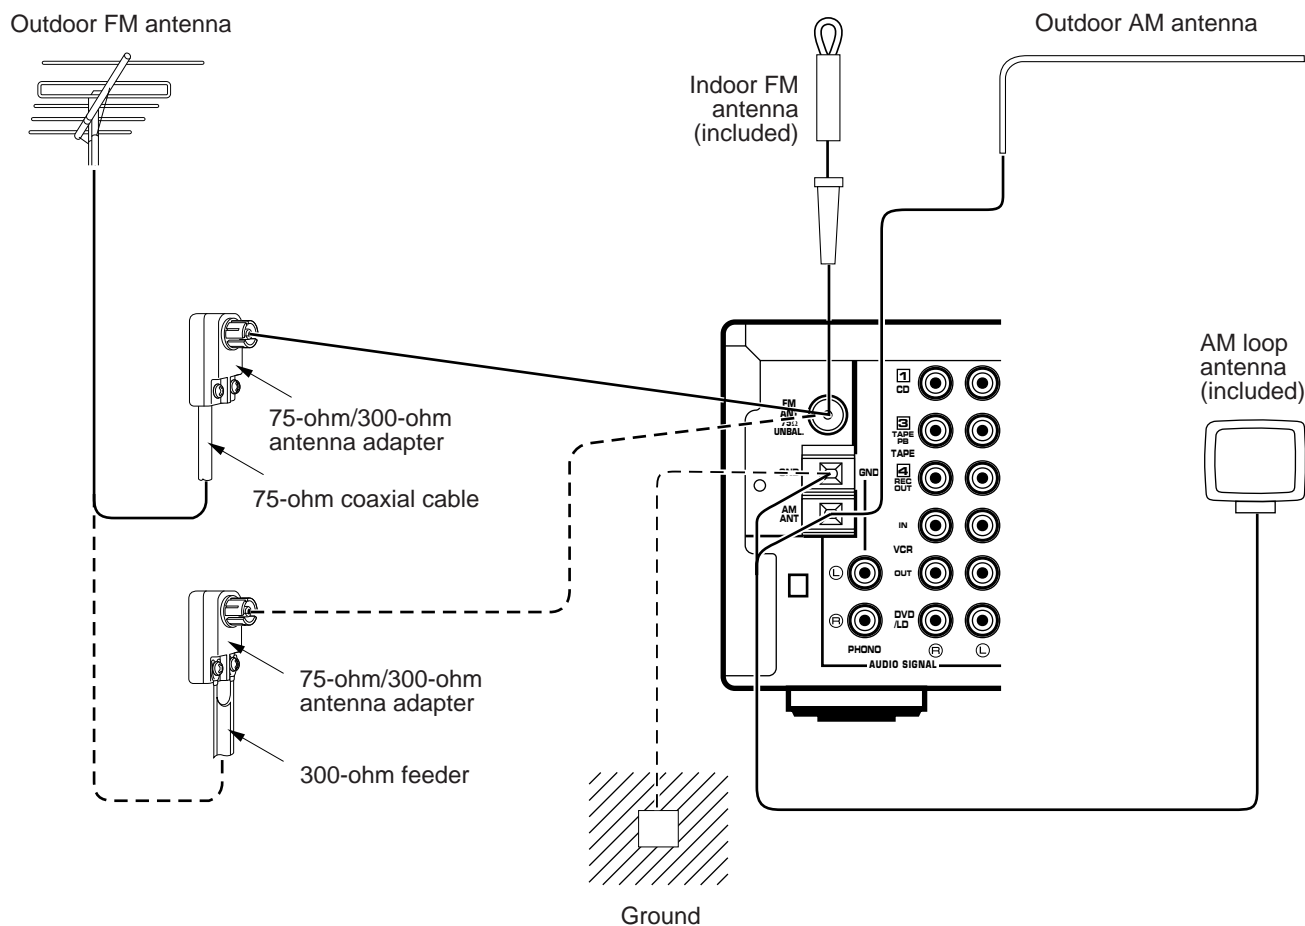 Outdoor FM antenna
Outdoor AM antenna
Indoor FM
antenna
(included)
AM loop
antenna
(included)
75-ohm/300-ohm
antenna adapter
75-ohm coaxial cable
75-ohm/300-ohm
antenna adapter
300-ohm feeder
Ground
FM
ANT
75Ω
UNBAL.
GND
AM
ANT
1
CD
3
TAPE
PB
TAPE
4
REC
OUT
IN
VCR
OUT
DVD
/LD
L
R
PHONO
R
L
AUDIO SIGNAL